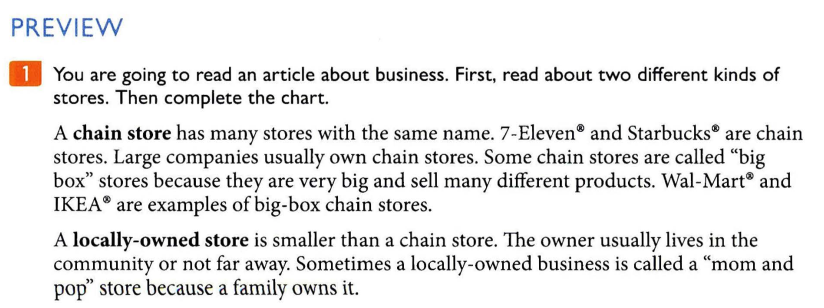 PREVIEW
1 You are going to read an article about business. First, read about two different kinds of
stores. Then complete the chart.
A chain store has many stores with the same name. 7-Eleven® and Starbucks® are chain
stores. Large companies usually own chain stores. Some chain stores are called “big
box” stores because they are very big and sell many different products. Wal-Mart® and
IKEA® are examples of big-box chain stores.
A locally-owned store is smaller than a chain store. The owner usually lives in the
community or not far away. Sometimes a locally-owned business is called a “mom and
pop” store because a family owns it.